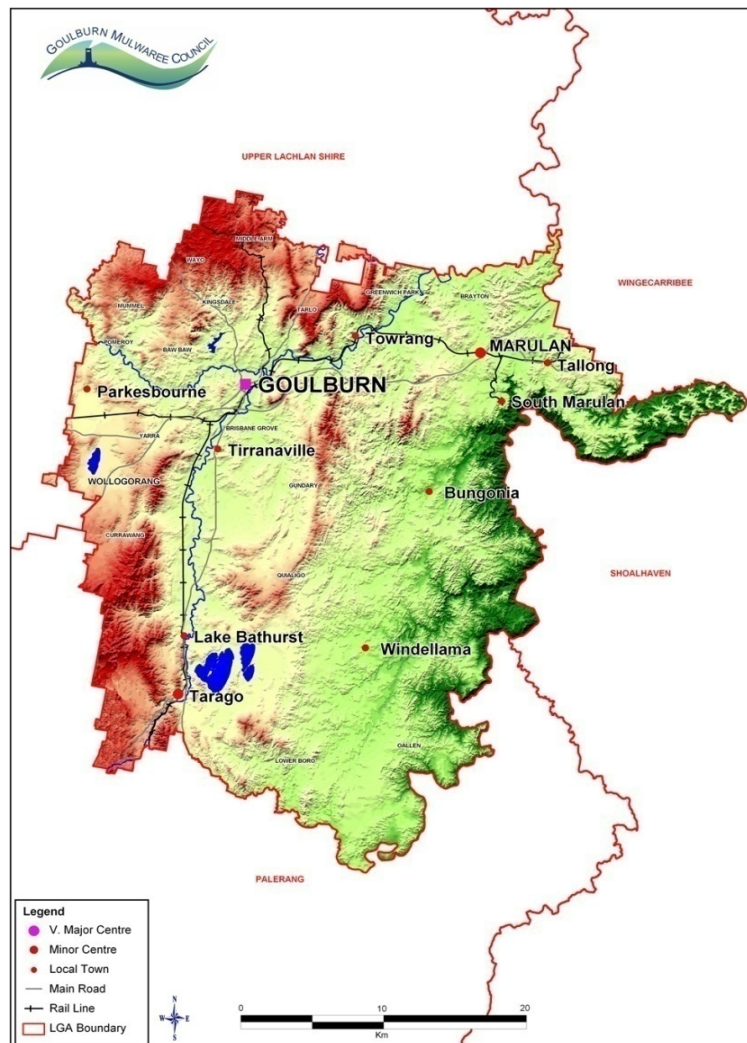 GOULBURN MULWAREE COUNCIL
UPPER LACHLAN SHIRE
WINGECARRIBEE
MIDDLE ARM
WAYO
KINGSDALE
MUMMEL
TARLO
GREENWICH PARK
BRAYTON
POMEROY
BAW BAW
Towrang
MARULAN
Tallong
Parkesbourne
GOULBURN
South Marulan
BRISBANE GROVE
YARRA
Tirranaville
WOLLOGORANG
GUNDARY
Bungonia
CURRAWANG
QUIALIGO
SHOALHAVEN
Lake Bathurst
Windellama
Tarago
LOWER BORO
OALLEN
PALERANG
Legend
V. Major Centre
Minor Centre
Local Town
Main Road
Rail Line
LGA Boundary
N
W E
S
0 10 20
Km